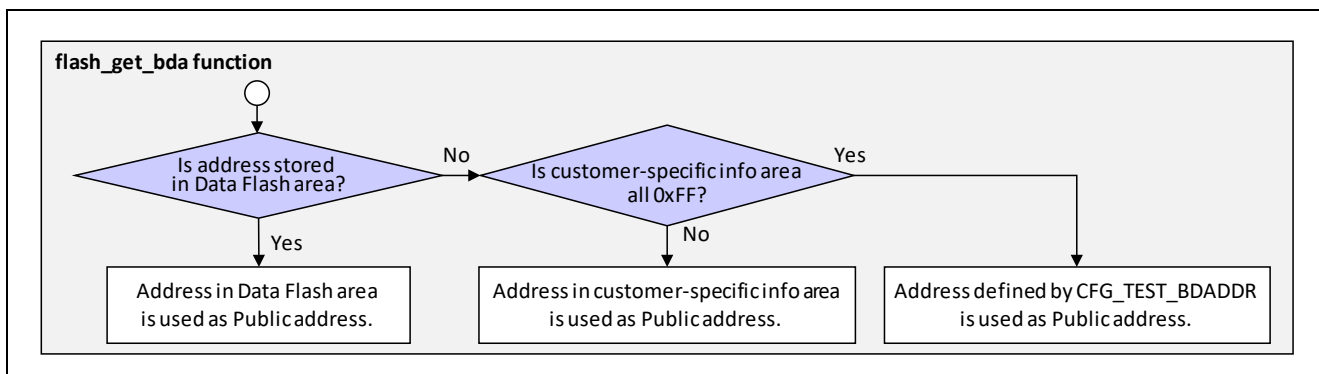 flash_get_bda function
Is address stored
in Data Flash area?
No
Is customer-specific info area
all 0xFF?
Yes
Yes
No
Address in Data Flash area
is used as Public address.
Address in customer-specific info area
is used as Public address.
Address defined by CFG_TEST_BDADDR
is used as Public address.